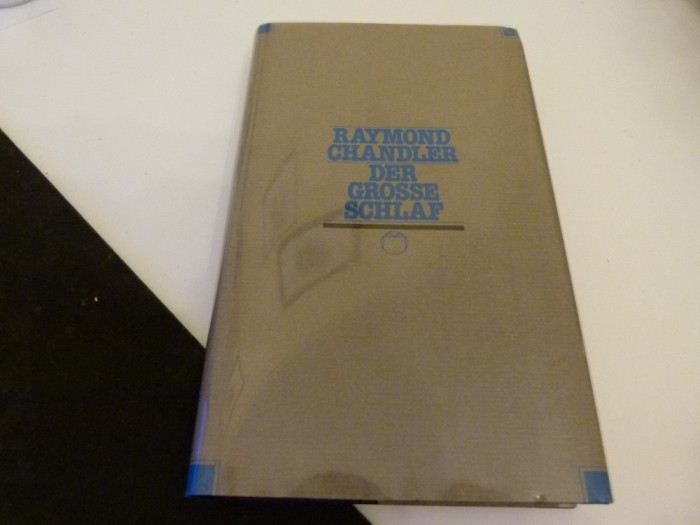 RAYMOND
CHANDLER
DER
GROSSE
SCHLAF